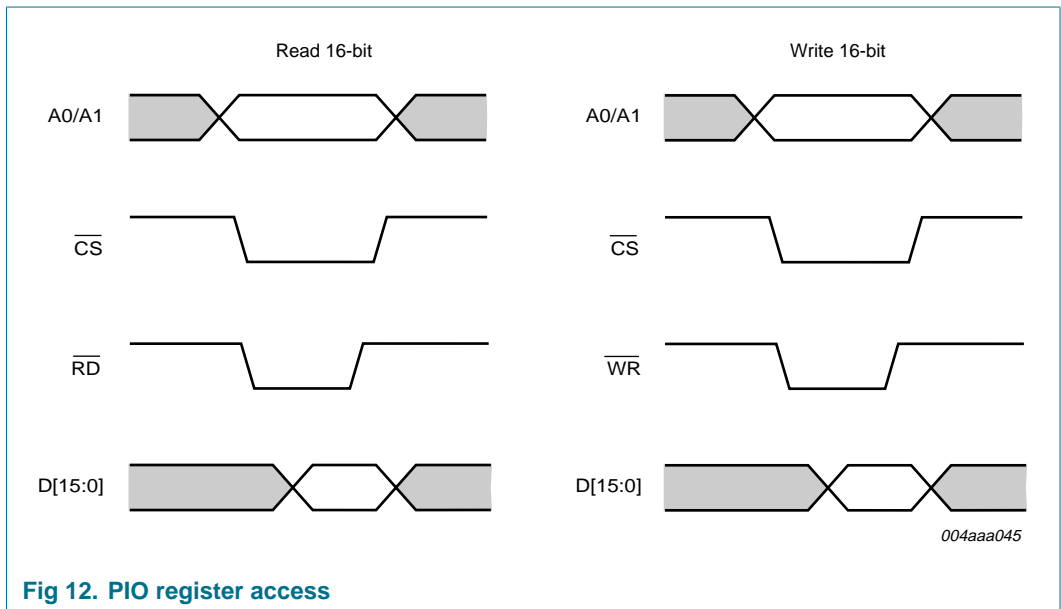 Read 16-bit
Write 16-bit
A0/A1
A0/A1
CS
CS
RD
WR
D[15:0]
D[15:0]
004aaa045
Fig 12. PIO register access